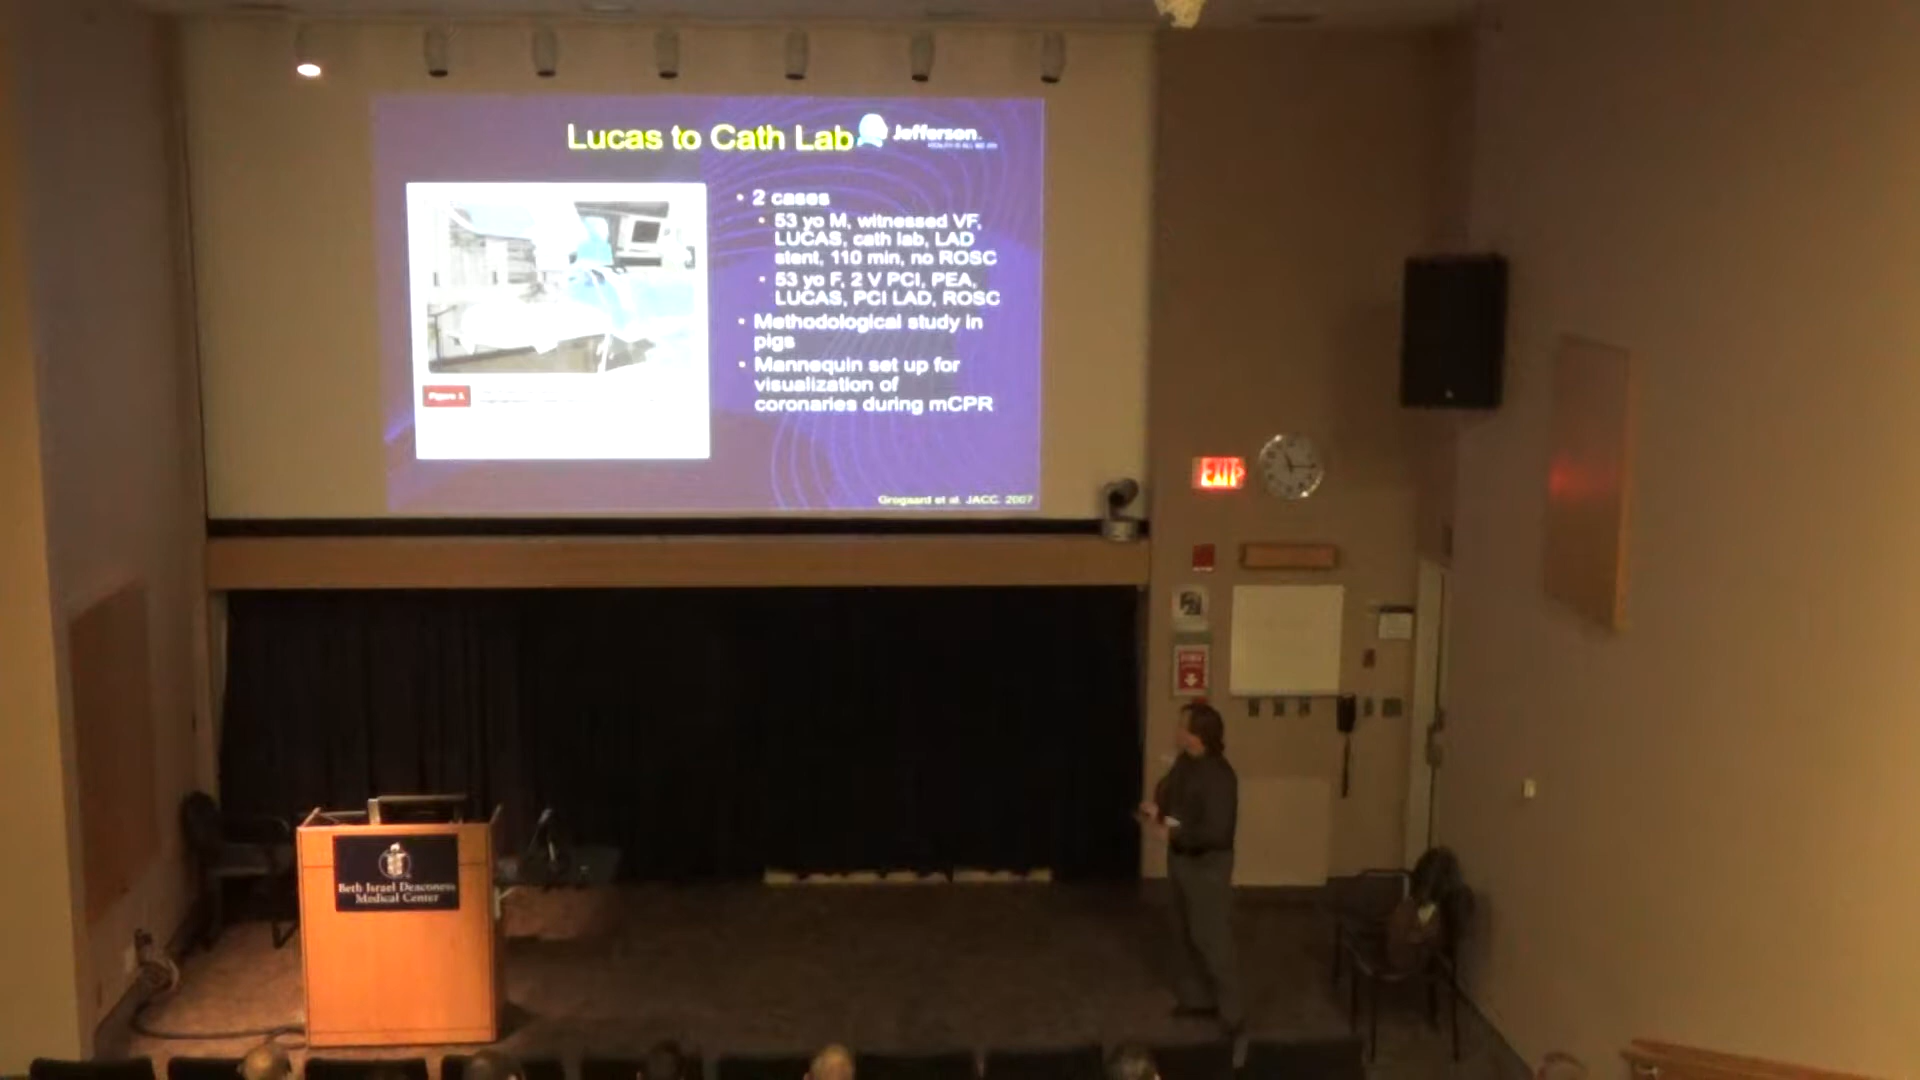 Lucas to Cath Lab
Jefferson.
• 2 cases
• 53 yo M, witnessed VF,
LUCAS, cath lab, LAD
stent, 110 min, no ROSC
• 53 yo F, 2 V PCI, PEA,
LUCAS, PCI LAD, ROSC
• Methodological study in
pigs
• Mannequin set up for
visualization of
coronaries during mCPR
Figure 1
Grogaard et al. JACC. 2007
EXIT
Beth Israel Deaconess
Medical Center